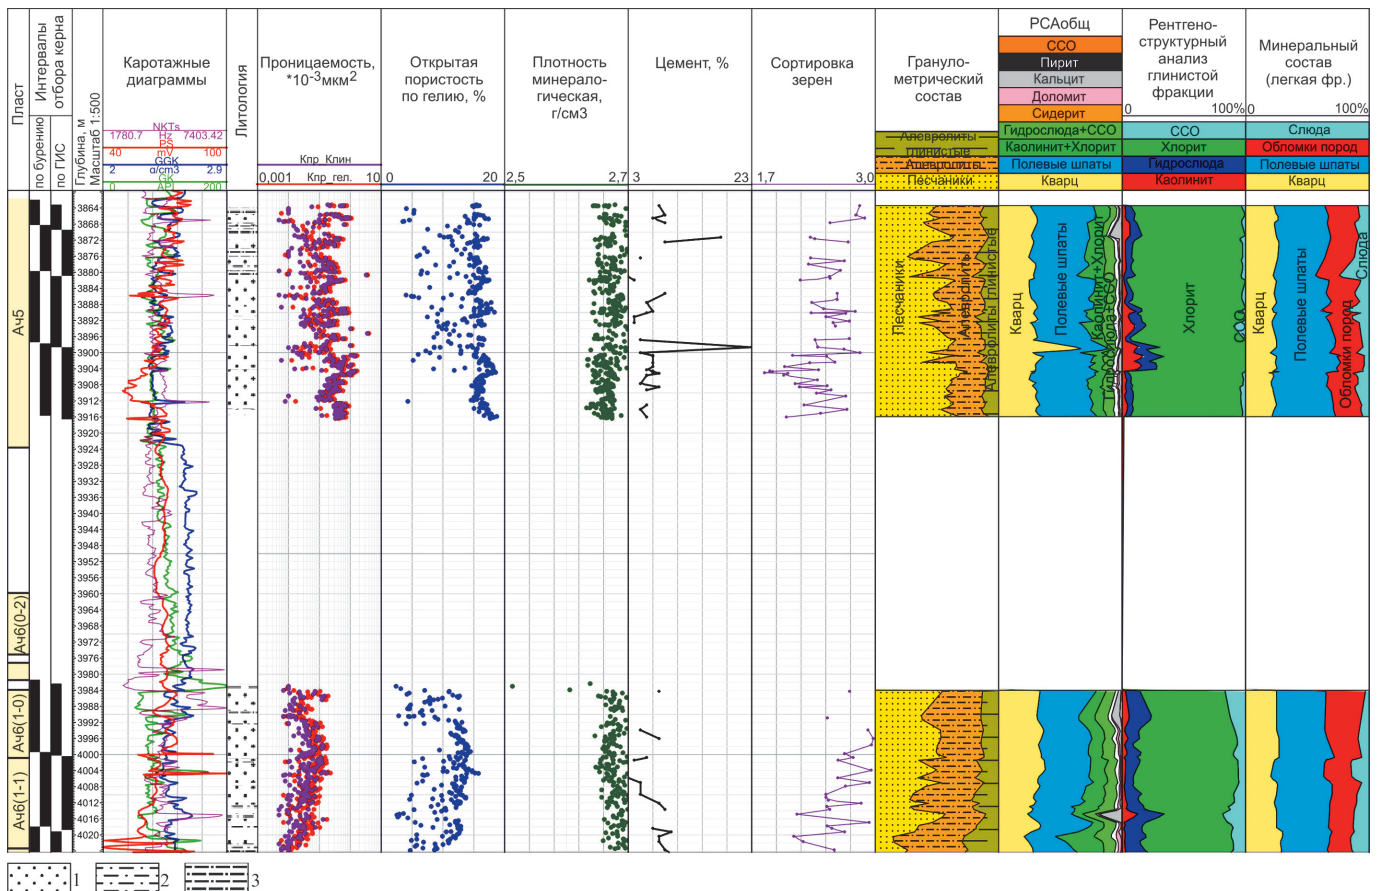 Пласт
Интервалы
отбора керна
по бурению
по ГИС
Глубина, м
Масштаб 1:500
Каротажные
диаграммы
NKTs
1780.7 Hz 7403.42
PS
40 mV 100
GGK
2 α/cm3 2.9
GK
0 API 200
Литология
Проницаемость,
*10-3мкм2
Кпр_Клин
0,001 Кпр_гел. 10
Открытая
пористость
по гелию, %
0 20
Плотность
минерало-
гическая,
г/см3
2,5 2,7
Цемент, %
3 23
Сортировка
зерен
1,7 3,0
Грануло-
метрический
состав
Алевролиты
глинистые
Алевролиты
Песчаники
РСАобщ
ССО
Пирит
Кальцит
Доломит
Сидерит
Гидрослюда+ССО
Каолинит+Хлорит
Полевые шпаты
Кварц
Рентгено-
структурный
анализ
глинистой
фракции
0 100%
ССО
Хлорит
Гидрослюда
Каолинит
Минеральный
состав
(легкая фр.)
0 100%
Слюда
Обломки пород
Полевые шпаты
Кварц
Ач5
Ач6(0-2)
Ач6(1-0)
Ач6(1-1)
3864
3868
3872
3876
3880
3884
3888
3892
3896
3900
3904
3908
3912
3916
3920
3924
3928
3932
3936
3940
3944
3948
3952
3956
3960
3964
3968
3972
3976
3980
3984
3988
3992
3996
4000
4004
4008
4012
4016
4020
Песчаники
Алевролиты
Алевролиты глинистые
Кварц
Полевые шпаты
Каолинит+Хлорит
Гидрослюда+ССО
Хлорит
ССО
Кварц
Полевые шпаты
Обломки пород
Слюда
1
2
3